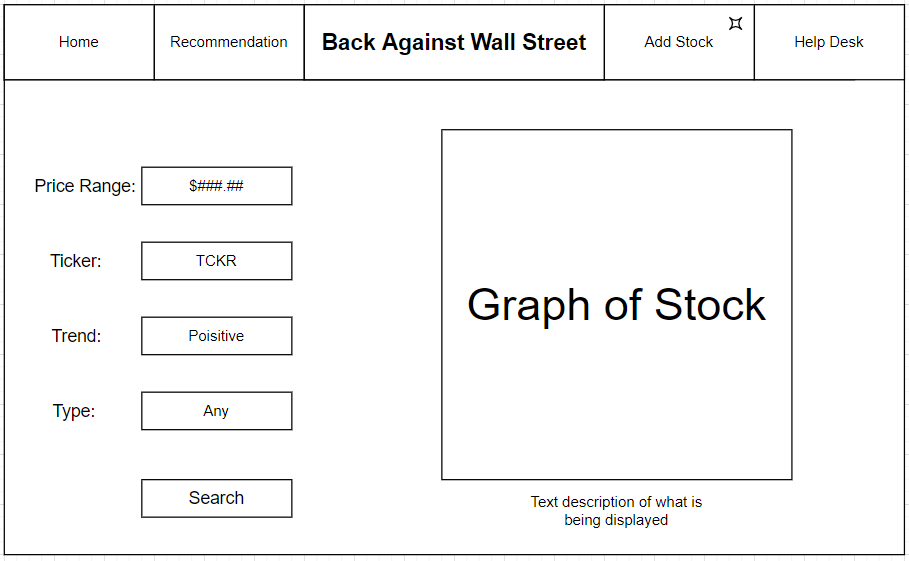 Home
Recommendation
Back Against Wall Street
Add Stock
Help Desk
Price Range:
$###.##
Ticker:
TCKR
Trend:
Poisitive
Type:
Any
Search
Graph of Stock
Text description of what is
being displayed